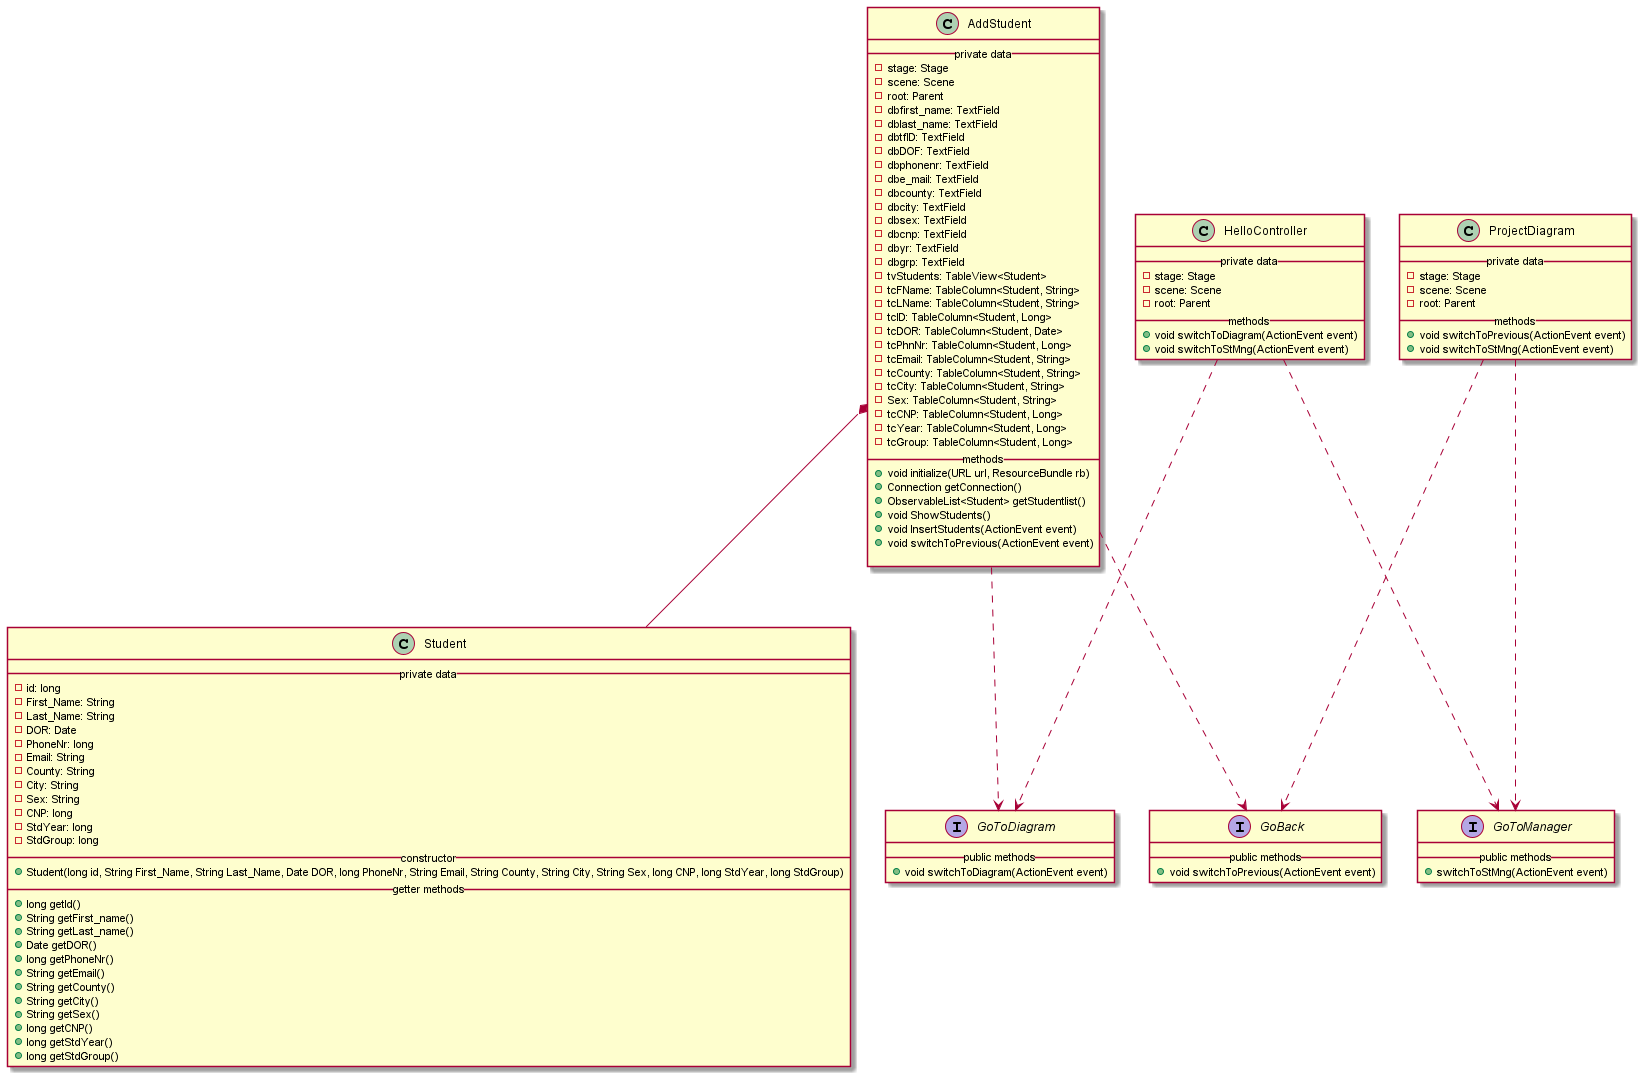 C AddStudent
private data
stage: Stage
scene: Scene
root: Parent
dbfirst_name: TextField
dblast_name: TextField
dbtfID: TextField
dbDOF: TextField
dbphonenr: TextField
dbe_mail: TextField
dbcounty: TextField
dbcity: TextField
dbsex: TextField
dbcnp: TextField
dbyr: TextField
dbgrp: TextField
tvStudents: TableView<Student>
tcFName: TableColumn<Student, String>
tcLName: TableColumn<Student, String>
tcID: TableColumn<Student, Long>
tcDOR: TableColumn<Student, Date>
tcPhnNr: TableColumn<Student, Long>
tcEmail: TableColumn<Student, String>
tcCounty: TableColumn<Student, String>
tcCity: TableColumn<Student, String>
Sex: TableColumn<Student, String>
tcCNP: TableColumn<Student, Long>
tcYear: TableColumn<Student, Long>
tcGroup: TableColumn<Student, Long>
methods
void initialize(URL url, ResourceBundle rb)
Connection getConnection()
ObservableList<Student> getStudentlist()
void ShowStudents()
void InsertStudents(ActionEvent event)
void switchToPrevious(ActionEvent event)
C HelloController
private data
stage: Stage
scene: Scene
root: Parent
methods
void switchToDiagram(ActionEvent event)
void switchToStMng(ActionEvent event)
C ProjectDiagram
private data
stage: Stage
scene: Scene
root: Parent
methods
void switchToPrevious(ActionEvent event)
void switchToStMng(ActionEvent event)
C Student
private data
id: long
First_Name: String
Last_Name: String
DOR: Date
PhoneNr: long
Email: String
County: String
City: String
Sex: String
CNP: long
StdYear: long
StdGroup: long
constructor
Student(long id, String First_Name, String Last_Name, Date DOR, long PhoneNr, String Email, String County, String City, String Sex, long CNP, long StdYear, long StdGroup)
getter methods
long getId()
String getFirst_name()
String getLast_name()
Date getDOR()
long getPhoneNr()
String getEmail()
String getCounty()
String getCity()
String getSex()
long getCNP()
long getStdYear()
long getStdGroup()
I GoToDiagram
public methods
void switchToDiagram(ActionEvent event)
I GoBack
public methods
void switchToPrevious(ActionEvent event)
I GoToManager
public methods
switchToStMng(ActionEvent event)